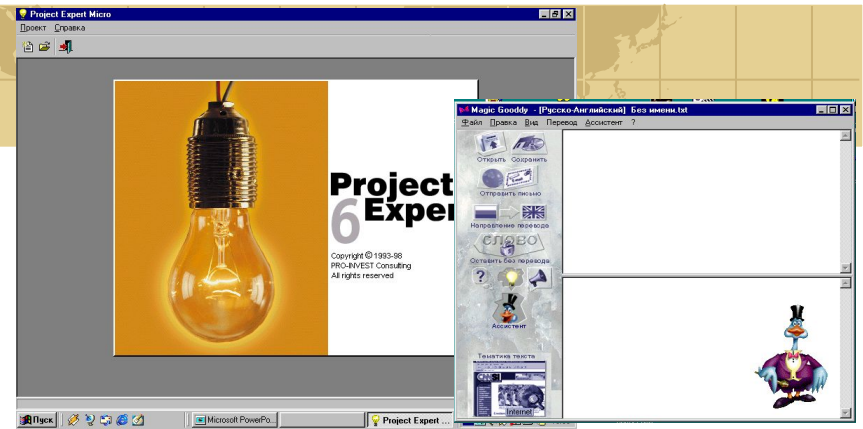 Project Expert Micro
Проект Справка
Project
6 Exper
Copyright © 1993-98
PRO-INVEST Consulting
All rights reserved
Magic Gooddy - [Русско-Английский] Без имени.txt
Файл Правка Вид Перевод Ассистент ?
Открыть Сохранить
Отправить письмо
Направление перевода
СЛОВО
Оставить без перевода
?
Ассистент
Тематика текста
Internet
Пуск
Microsoft PowerPo...
Project Expert ...